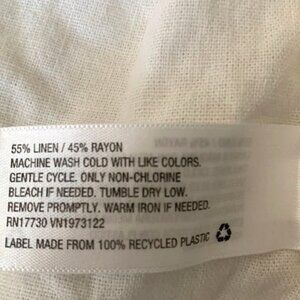 55% LINEN / 45% RAYON
MACHINE WASH COLD WITH LIKE COLORS.
GENTLE CYCLE. ONLY NON-CHLORINE
BLEACH IF NEEDED. TUMBLE DRY LOW.
REMOVE PROMPTLY. WARM IRON IF NEEDED.
RN17730 VN1973122
LABEL MADE FROM 100% RECYCLED PLASTIC